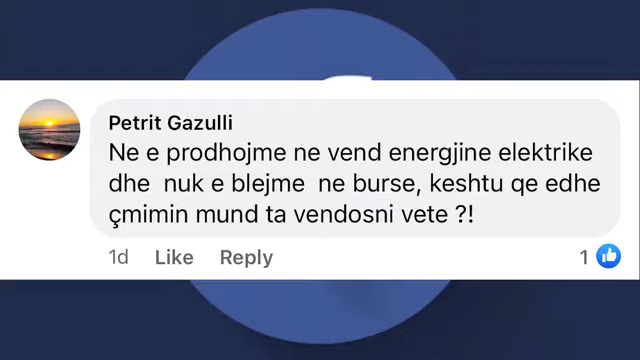 Petrit Gazulli
Ne e prodhojme ne vend energjine elektrike
dhe nuk e blejme ne burse, keshtu qe edhe
çmimin mund ta vendosni vete ?!
1d Like Reply 1